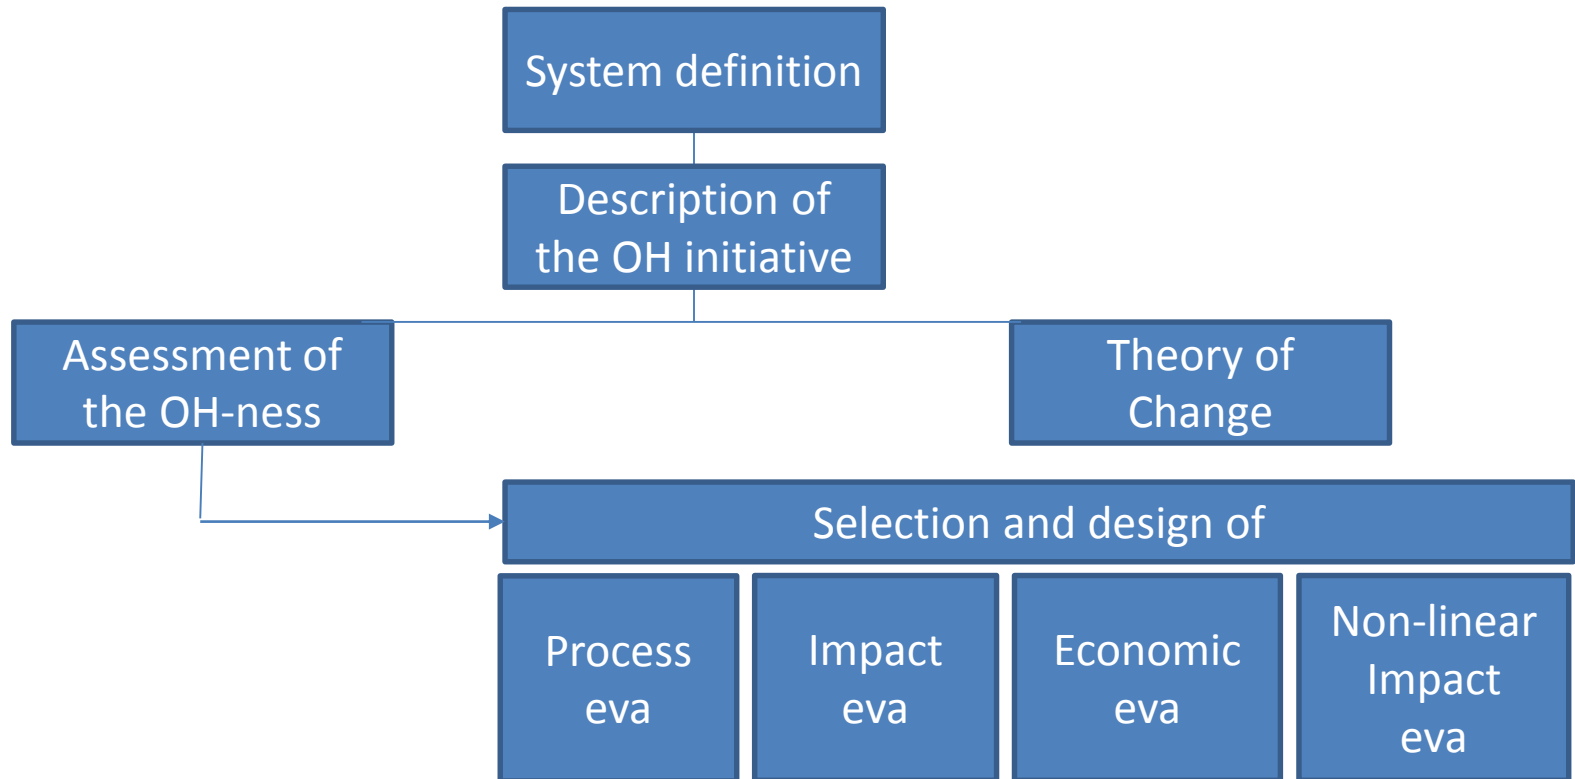 System definition
Description of
the OH initiative
Assessment of
the OH-ness
Theory of
Change
Selection and design of
Process
eva
Impact
eva
Economic
eva
Non-linear
Impact
eva